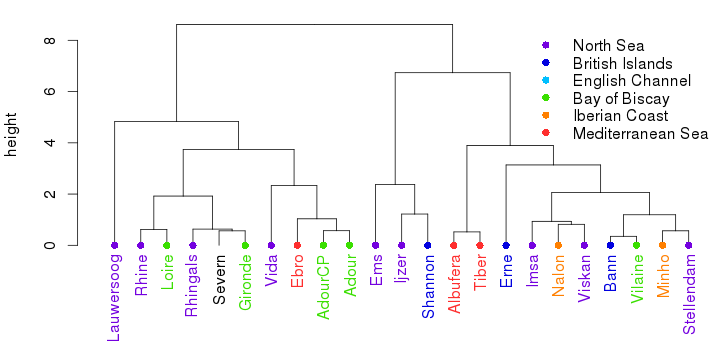 height
8
6
4
2
0
North Sea
British Islands
English Channel
Bay of Biscay
Iberian Coast
Mediterranean Sea
Lauwersoog
Rhine
Loire
Rhingals
Severn
Gironde
Vida
Ebro
AdourCP
Adour
Ems
Ijzer
Shannon
Albufera
Tiber
Erne
Imsa
Nalon
Viskan
Bann
Vilaine
Minho
Stellendam